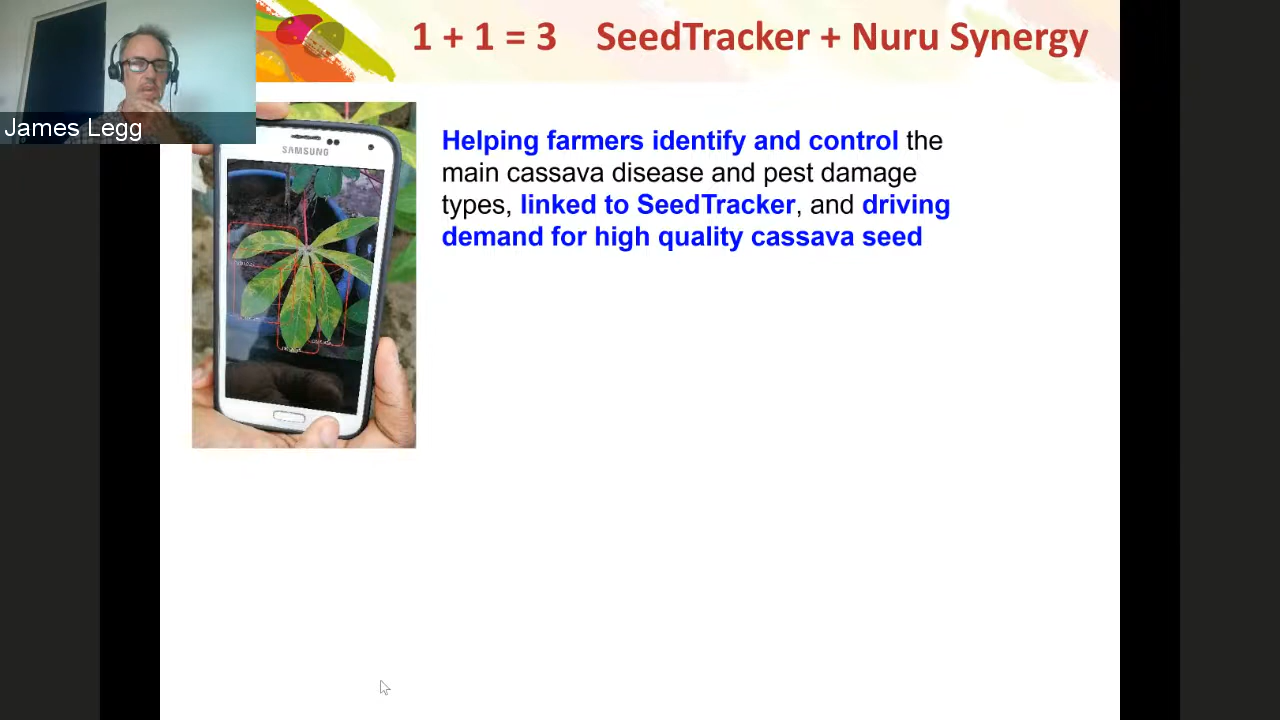 1 + 1 = 3 SeedTracker + Nuru Synergy
James Legg
SAMSUNG
Helping farmers identify and control the
main cassava disease and pest damage
types, linked to SeedTracker, and driving
demand for high quality cassava seed